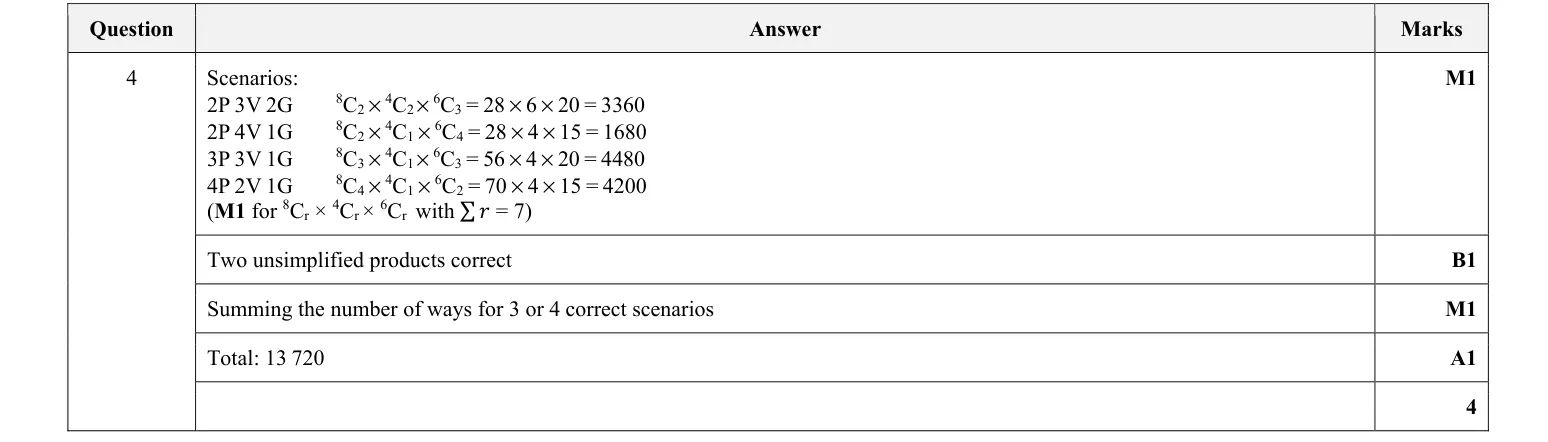 Question Answer Marks
4 Scenarios: M1
2P 3V 2G ⁸C₂ × ⁴C₂ × ⁶C₃ = 28 × 6 × 20 = 3360
2P 4V 1G ⁸C₂ × ⁴C₁ × ⁶C₄ = 28 × 4 × 15 = 1680
3P 3V 1G ⁸C₃ × ⁴C₁ × ⁶C₃ = 56 × 4 × 20 = 4480
4P 2V 1G ⁸C₄ × ⁴C₁ × ⁶C₂ = 70 × 4 × 15 = 4200
(M1 for ⁸Cᵣ × ⁴Cᵣ × ⁶Cᵣ with ∑ r = 7)
Two unsimplified products correct B1
Summing the number of ways for 3 or 4 correct scenarios M1
Total: 13 720 A1
4